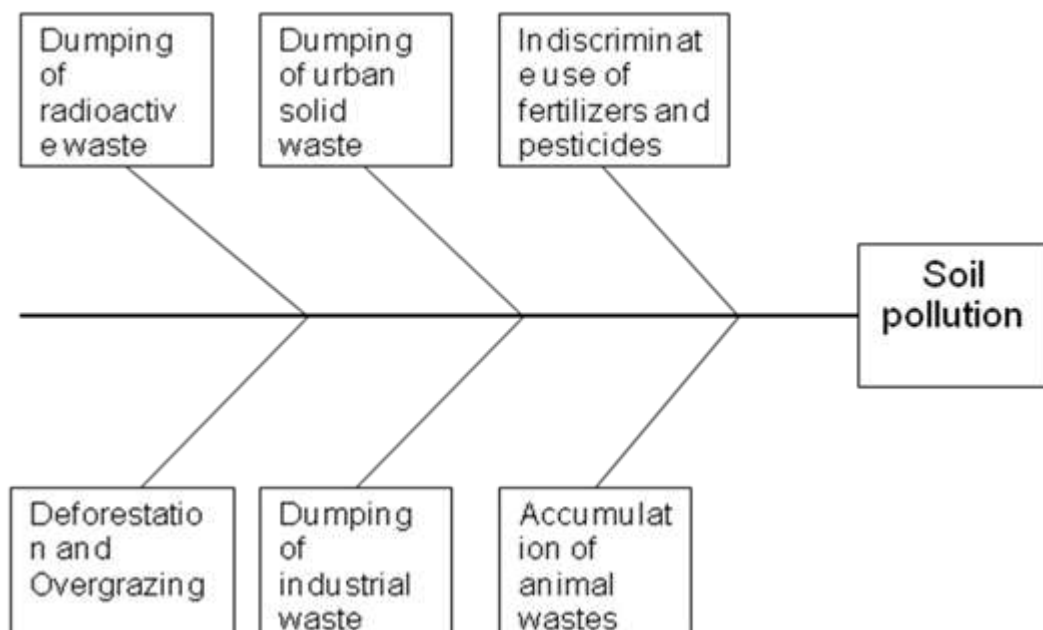 Dumping
of
radioactiv
e waste
Dumping
of urban
solid
waste
Indiscriminat
e use of
fertilizers and
pesticides
Soil
pollution
Deforestatio
n and
Overgrazing
Dumping
of
industrial
waste
Accumulat
ion of
animal
wastes